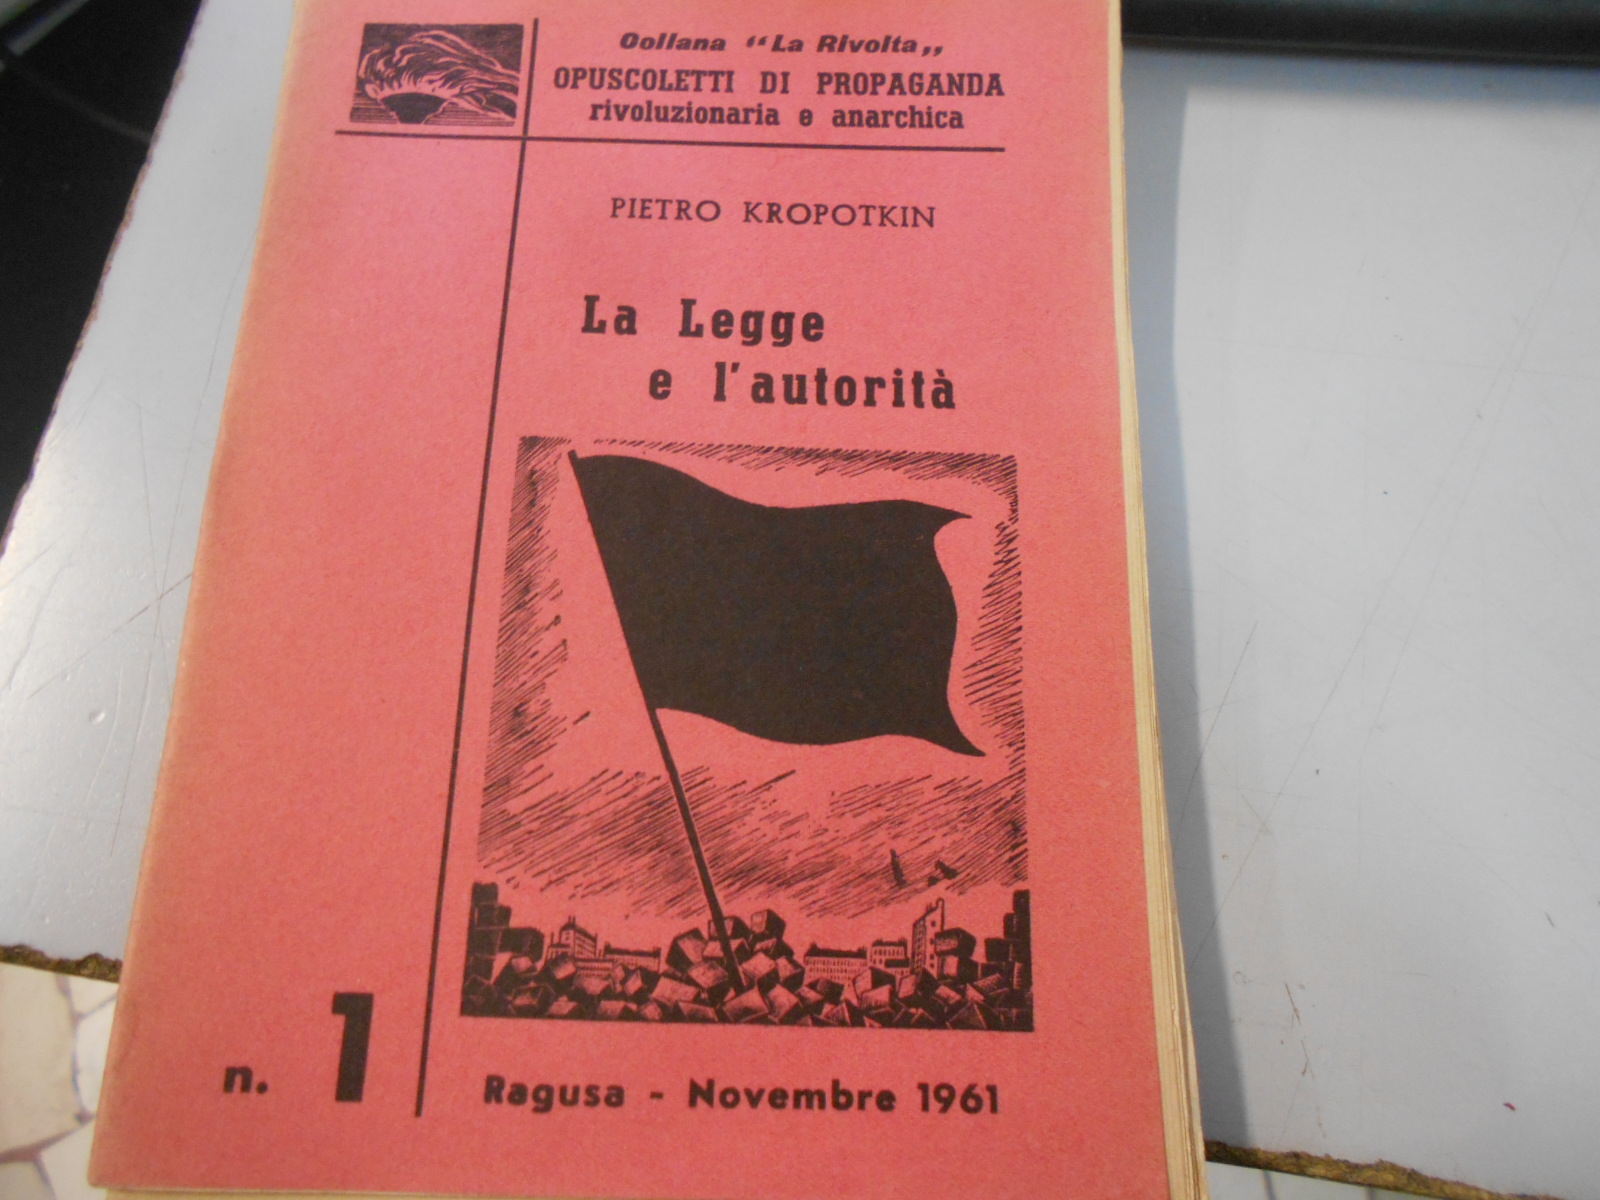 Collana “La Rivolta„
OPUSCOLETTI DI PROPAGANDA
rivoluzionaria e anarchica
PIETRO KROPOTKIN
La Legge
e l'autorità
n. 1
Ragusa - Novembre 1961